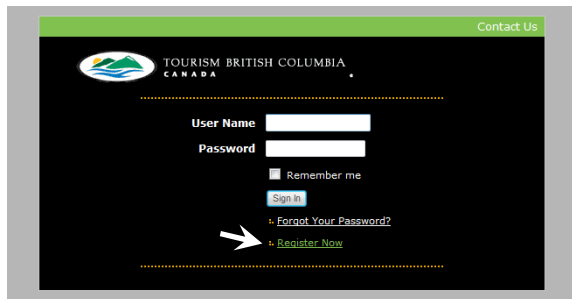 Contact Us
TOURISM BRITISH COLUMBIA
CANADA
User Name
Password
Remember me
Sign In
Forgot Your Password?
Register Now